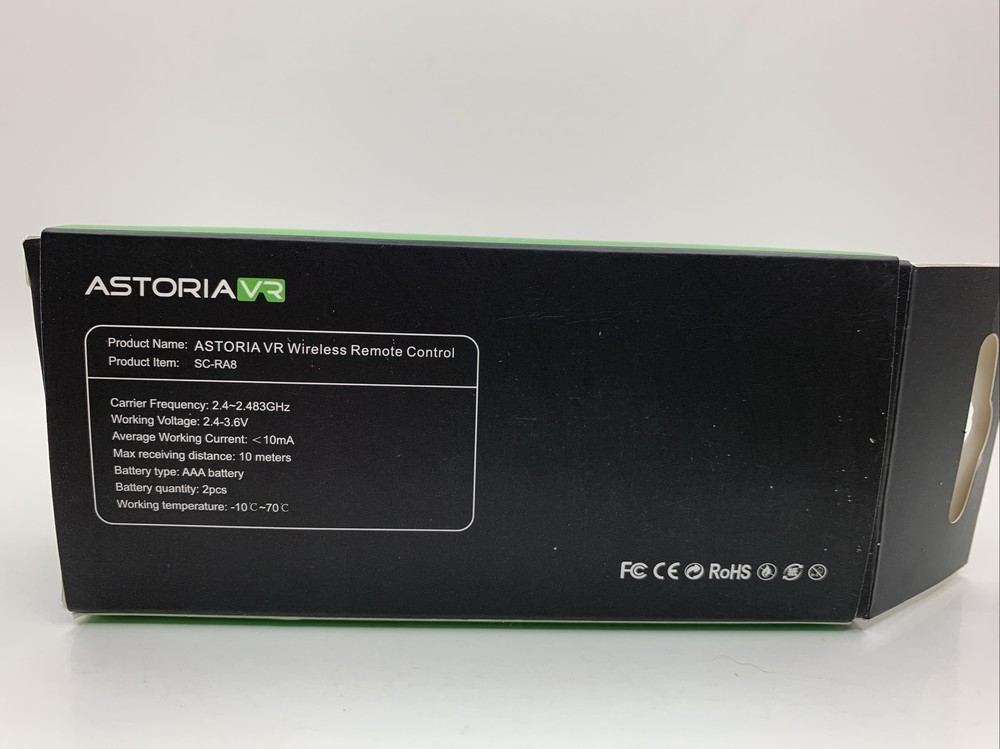 ASTORIA VR
Product Name: ASTORIA VR Wireless Remote Control
Product Item: SC-RA8
Carrier Frequency: 2.4~2.483GHz
Working Voltage: 2.4-3.6V
Average Working Current: <10mA
Max receiving distance: 10 meters
Battery type: AAA battery
Battery quantity: 2pcs
Working temperature: -10℃~70℃
FC CE RoHS